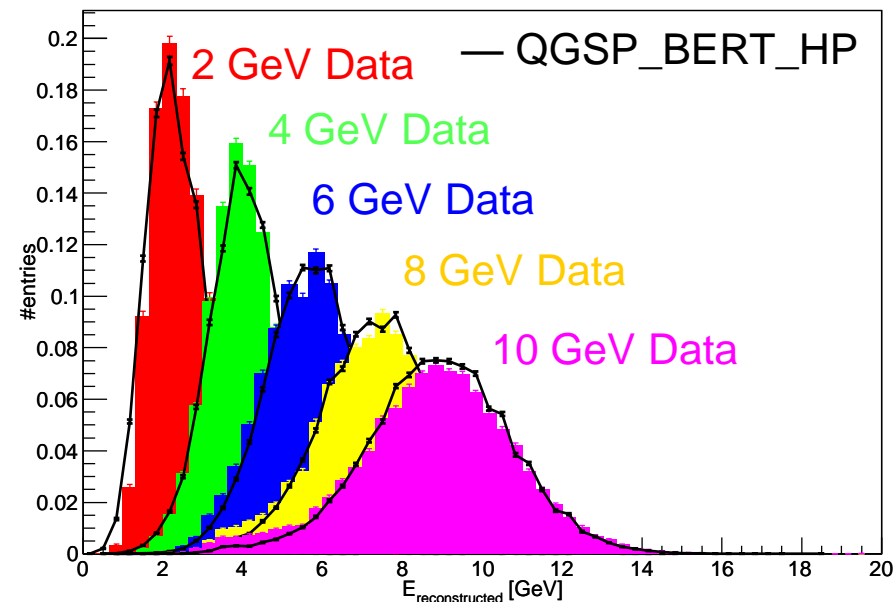 — QGSP_BERT_HP
2 GeV Data
4 GeV Data
6 GeV Data
8 GeV Data
10 GeV Data
#entries
0.2
0.18
0.16
0.14
0.12
0.1
0.08
0.06
0.04
0.02
0
0 2 4 6 8 10 12 14 16 18 20
E_reconstructed [GeV]